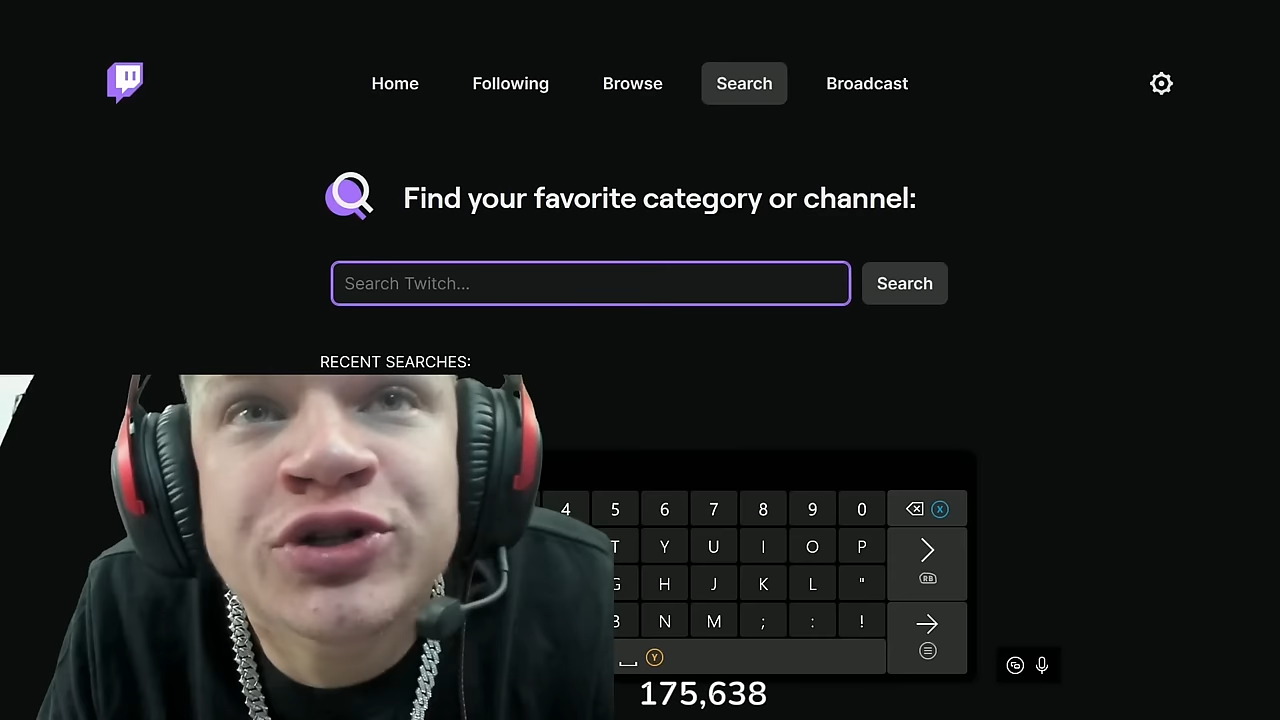 Home Following Browse Search Broadcast
Find your favorite category or channel:
Search Twitch... Search
RECENT SEARCHES:
4 5 6 7 8 9 0 X
T Y U I O P
G H J K L " RB
B N M ; : !
Y
175,638